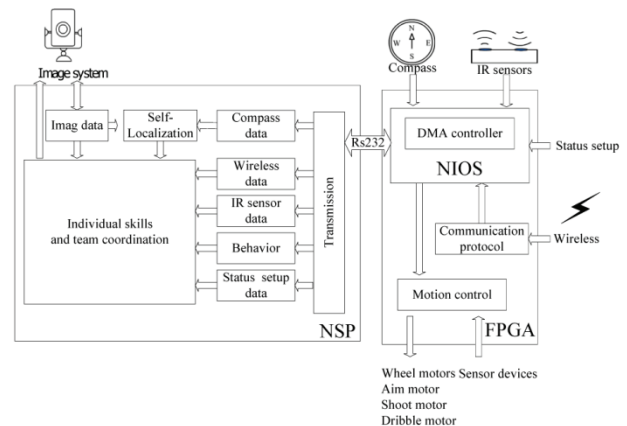 N
W E
S
Image system
Compass
IR sensors
Imag data
Self-
Localization
Compass
data
Rs232
DMA controller
NIOS
Status setup
Wireless
data
Individual skills
and team coordination
IR sensor
data
Transmission
Communication
protocol
Wireless
Behavior
Status setup
data
Motion control
NSP
FPGA
Wheel motors
Aim motor
Shoot motor
Dribble motor
Sensor devices